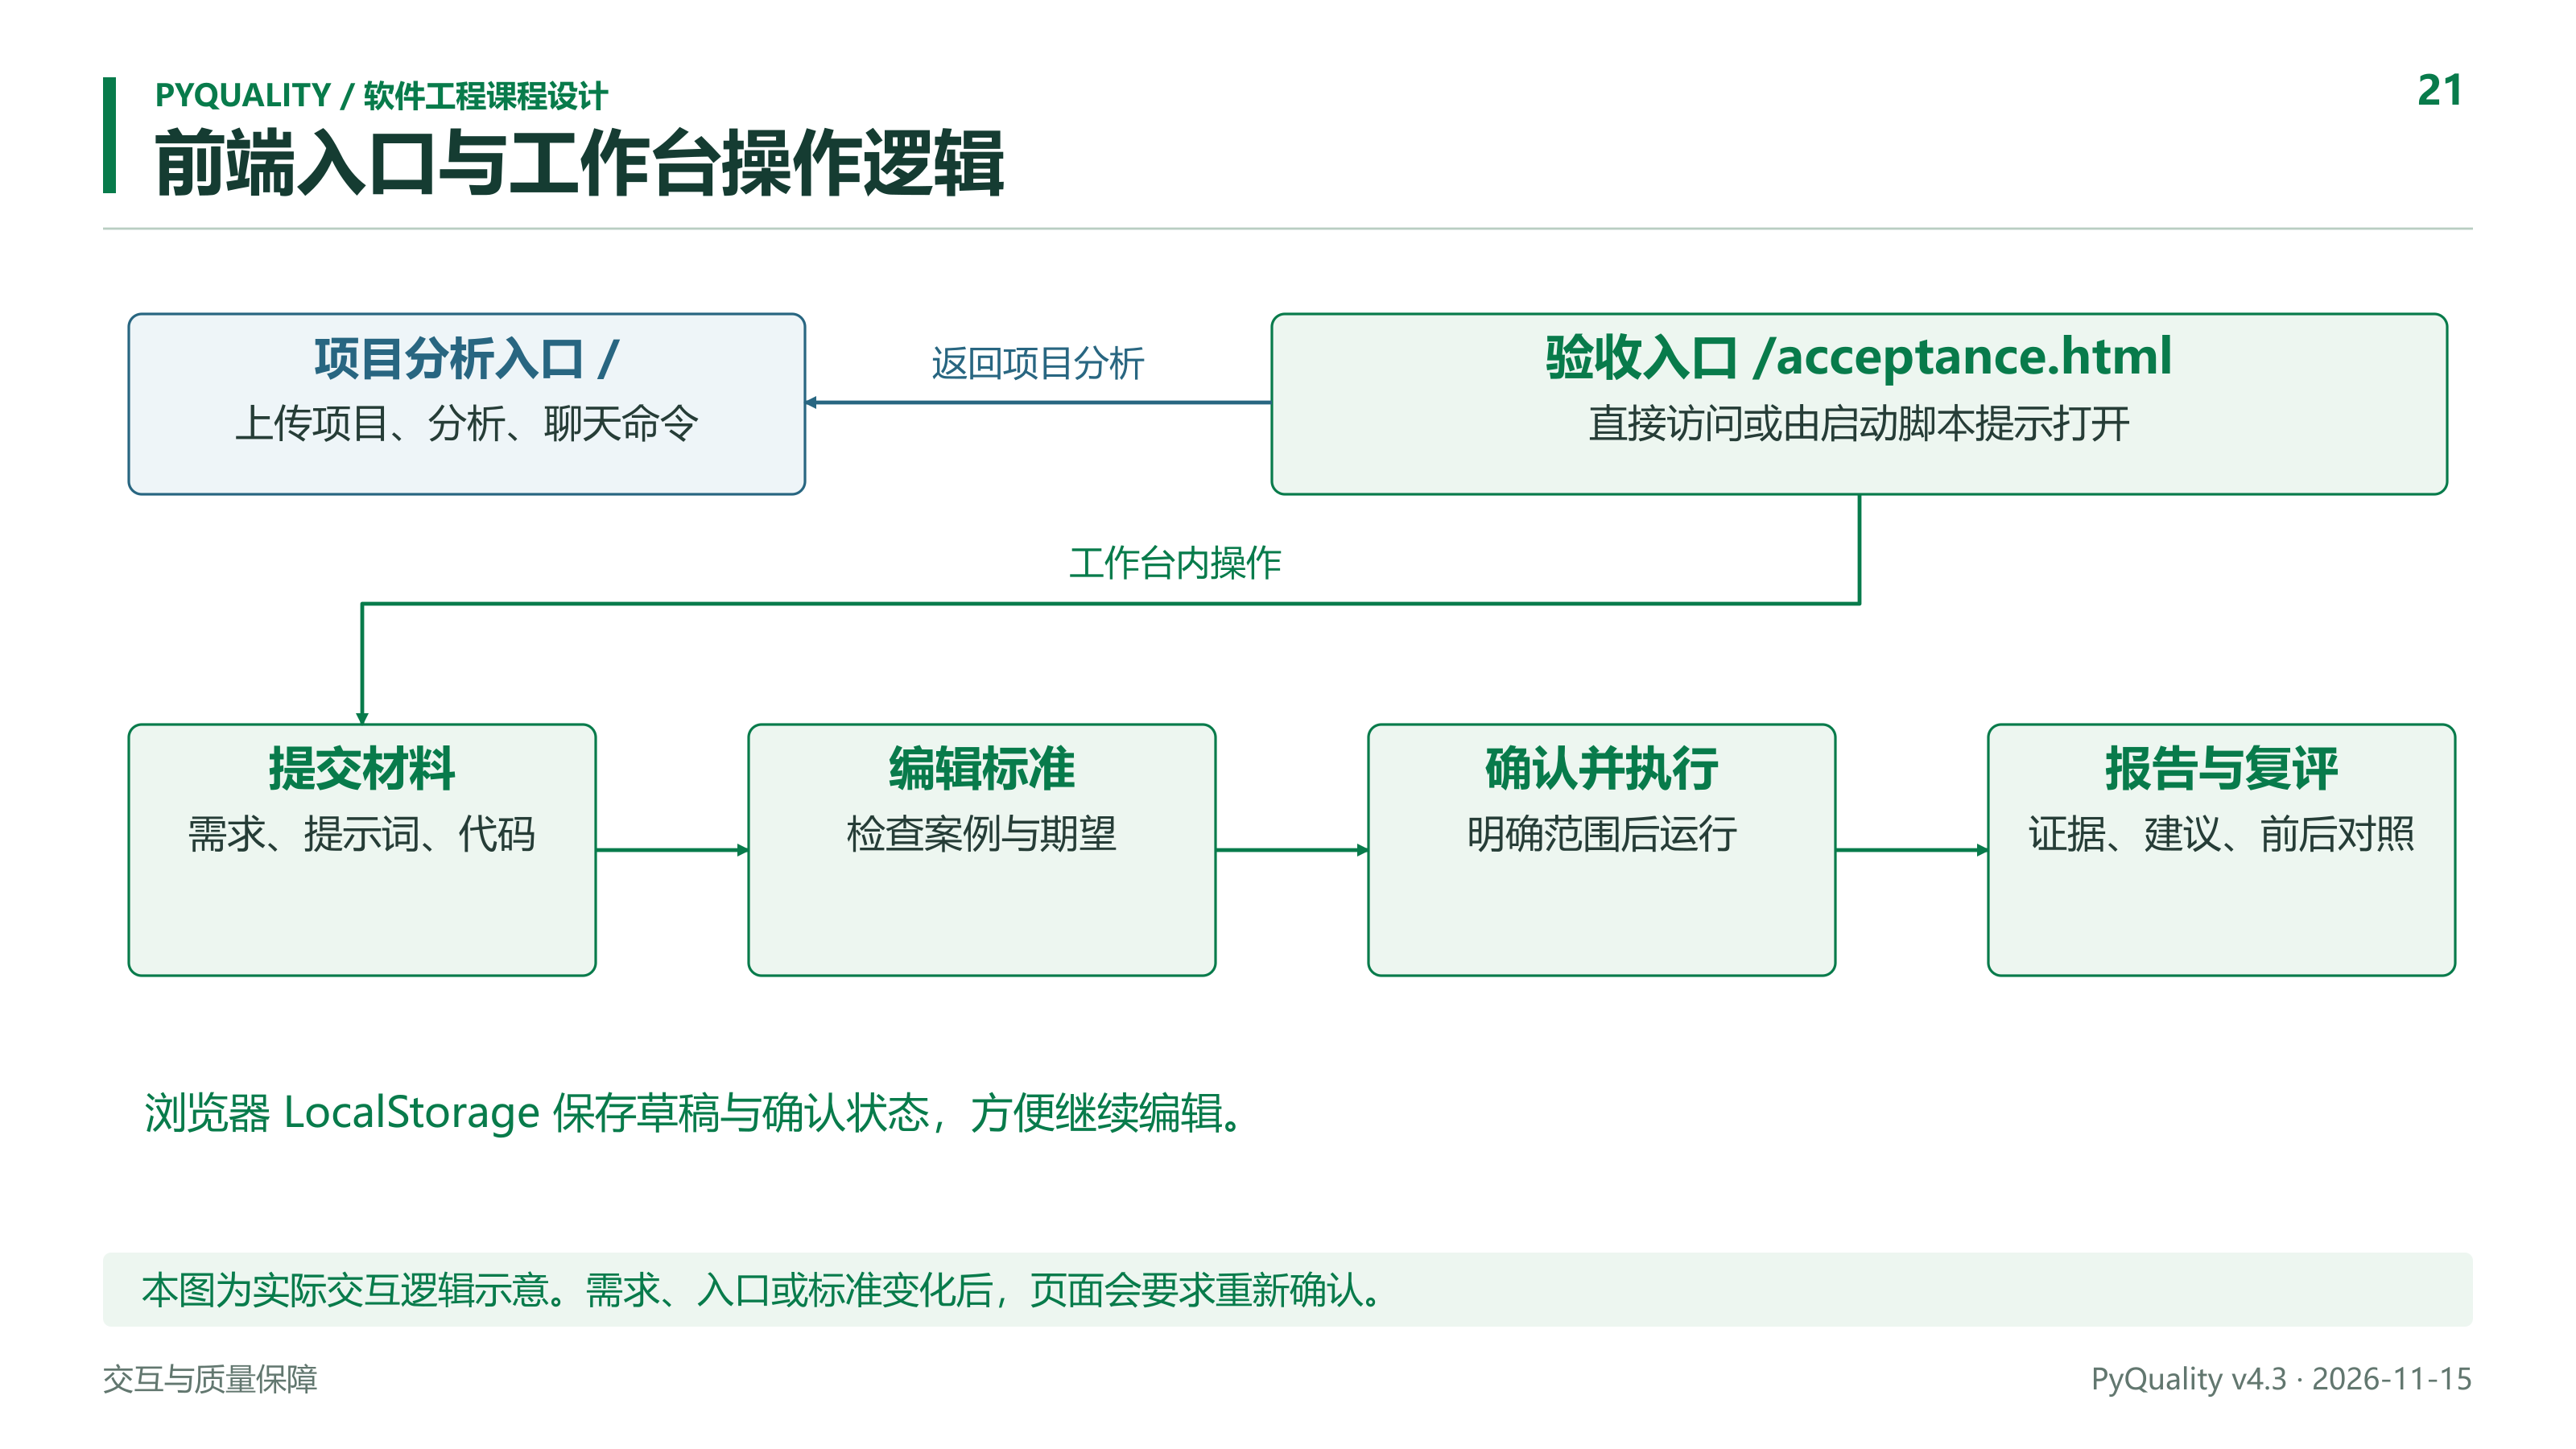 PYQUALITY / 软件工程课程设计
21
前端入口与工作台操作逻辑
项目分析入口 /
上传项目、分析、聊天命令
返回项目分析
验收入口 /acceptance.html
直接访问或由启动脚本提示打开
工作台内操作
提交材料
需求、提示词、代码
编辑标准
检查案例与期望
确认并执行
明确范围后运行
报告与复评
证据、建议、前后对照
浏览器 LocalStorage 保存草稿与确认状态，方便继续编辑。
本图为实际交互逻辑示意。需求、入口或标准变化后，页面会要求重新确认。
交互与质量保障
PyQuality v4.3 · 2026-11-15